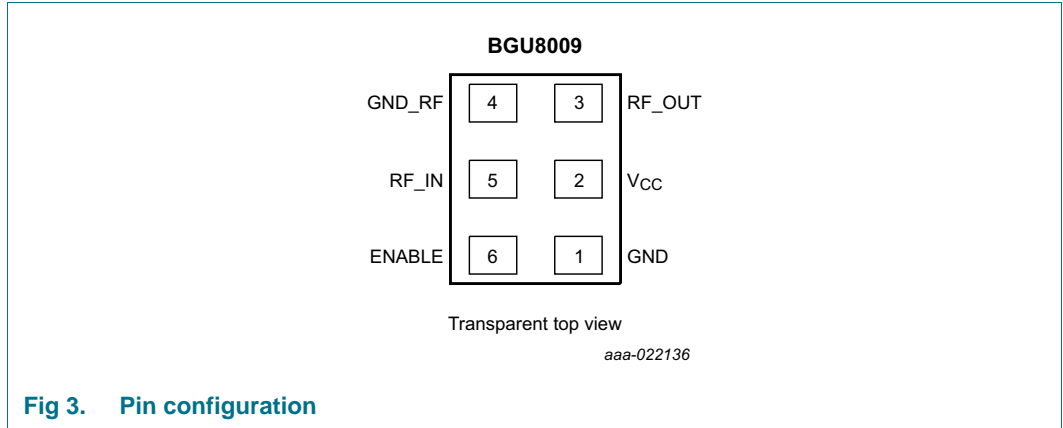 BGU8009
GND_RF 4 3 RF_OUT
RF_IN 5 2 VCC
ENABLE 6 1 GND
Transparent top view
aaa-022136
Fig 3. Pin configuration